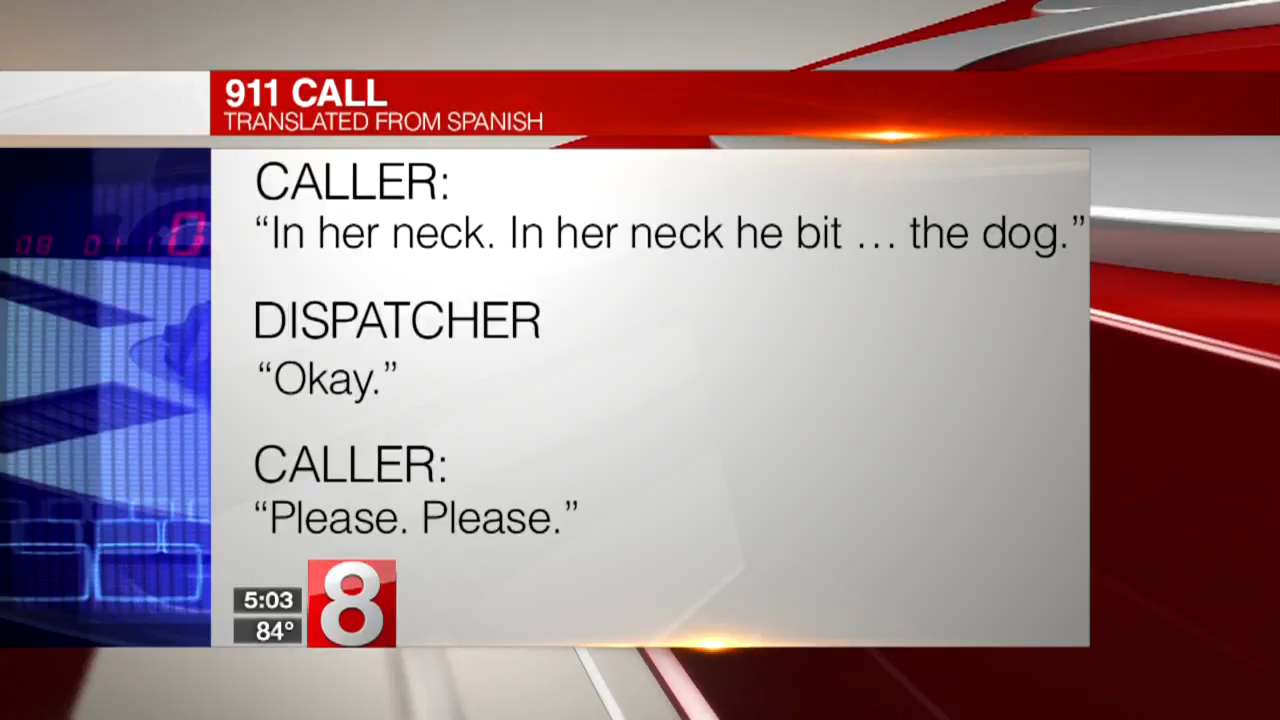 911 CALL
TRANSLATED FROM SPANISH
CALLER:
“In her neck. In her neck he bit … the dog.”
DISPATCHER
“Okay.”
CALLER:
“Please. Please.”
5:03
84°
8